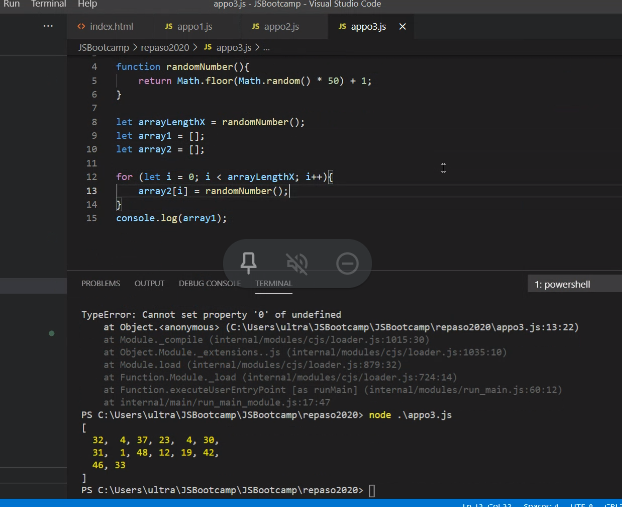 Run Terminal Help appo3.js - JSBootcamp - Visual Studio Code
··· <> index.html JS appo1.js JS appo2.js JS appo3.js ×
JSBootcamp > repaso2020 > JS appo3.js > ...
4 function randomNumber(){
5 return Math.floor(Math.random() * 50) + 1;
6 }
7
8 let arrayLengthX = randomNumber();
9 let array1 = [];
10 let array2 = [];
11
12 for (let i = 0; i < arrayLengthX; i++){
13 array2[i] = randomNumber();
14 }
15 console.log(array1);
PROBLEMS OUTPUT DEBUG CONSOLE TERMINAL 1: powershell
TypeError: Cannot set property '0' of undefined
at Object.<anonymous> (C:\Users\ultra\JSBootcamp\JSBootcamp\repaso2020\appo3.js:13:22)
at Module._compile (internal/modules/cjs/loader.js:1015:30)
at Object.Module._extensions..js (internal/modules/cjs/loader.js:1035:10)
at Module.load (internal/modules/cjs/loader.js:879:32)
at Function.Module._load (internal/modules/cjs/loader.js:724:14)
at Function.executeUserEntryPoint [as runMain] (internal/modules/run_main.js:60:12)
at internal/main/run_main_module.js:17:47
PS C:\Users\ultra\JSBootcamp\JSBootcamp\repaso2020> node .\appo3.js
[
32, 4, 37, 23, 4, 30,
31, 1, 48, 12, 19, 42,
46, 33
]
PS C:\Users\ultra\JSBootcamp\JSBootcamp\repaso2020>